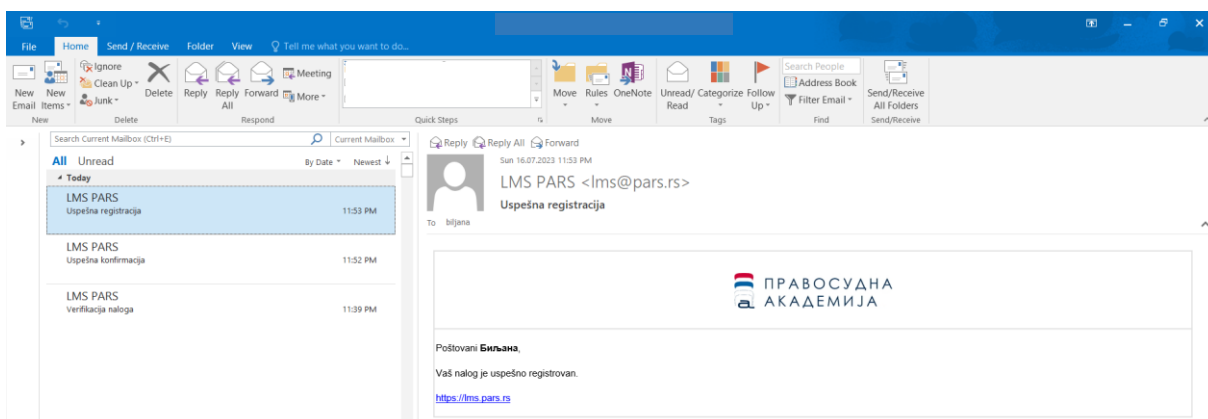 File Home Send / Receive Folder View Tell me what you want to do...
New Email
New Items
Ignore
Clean Up
Junk
Delete
Reply
Reply All
Forward
Meeting
More
Move
Rules
OneNote
Unread/ Read
Categorize
Follow Up
Search People
Address Book
Filter Email
Send/Receive All Folders
New Delete Respond Quick Steps Move Tags Find Send/Receive
Search Current Mailbox (Ctrl+E) Current Mailbox
All Unread By Date Newest ↓
Today
LMS PARS
Uspešna registracija 11:53 PM
LMS PARS
Uspešna konfirmacija 11:52 PM
LMS PARS
Verifikacija naloga 11:39 PM
Reply Reply All Forward
Sun 16.07.2023 11:53 PM
LMS PARS <lms@pars.rs>
Uspešna registracija
To biljana
ПРАВОСУДНА
АКАДЕМИЈА
Poštovani Биљана,
Vaš nalog je uspešno registrovan.
https://lms.pars.rs